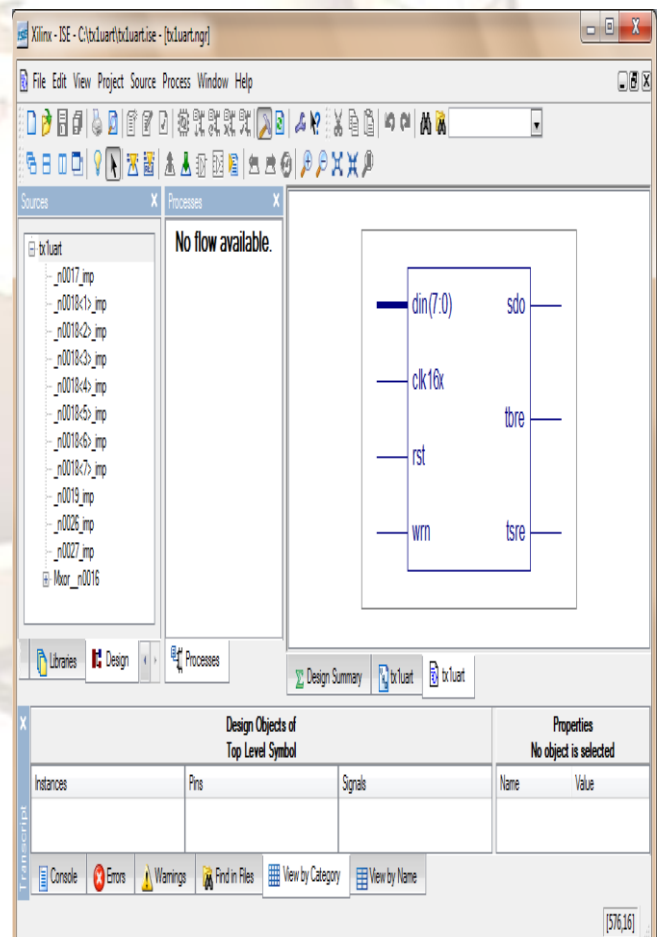 Xilinx - ISE - C:\tx1uart\tx1uart.ise - [tx1uart.ngr]
File Edit View Project Source Process Window Help
Sources
Processes
tx1uart
_n0017_imp
_n0018<1>_imp
_n0018<2>_imp
_n0018<3>_imp
_n0018<4>_imp
_n0018<5>_imp
_n0018<6>_imp
_n0018<7>_imp
_n0019_imp
_n0026_imp
_n0027_imp
Mxor__n0016
No flow available.
din(7:0) sdo
clk16x
tbre
rst
wrn tsre
Libraries Design
Processes
Design Summary tx1uart tx1uart
Design Objects of
Top Level Symbol
Properties
No object is selected
Instances Pins Signals Name Value
Transcript
Console Errors Warnings Find in Files View by Category View by Name
[576,16]